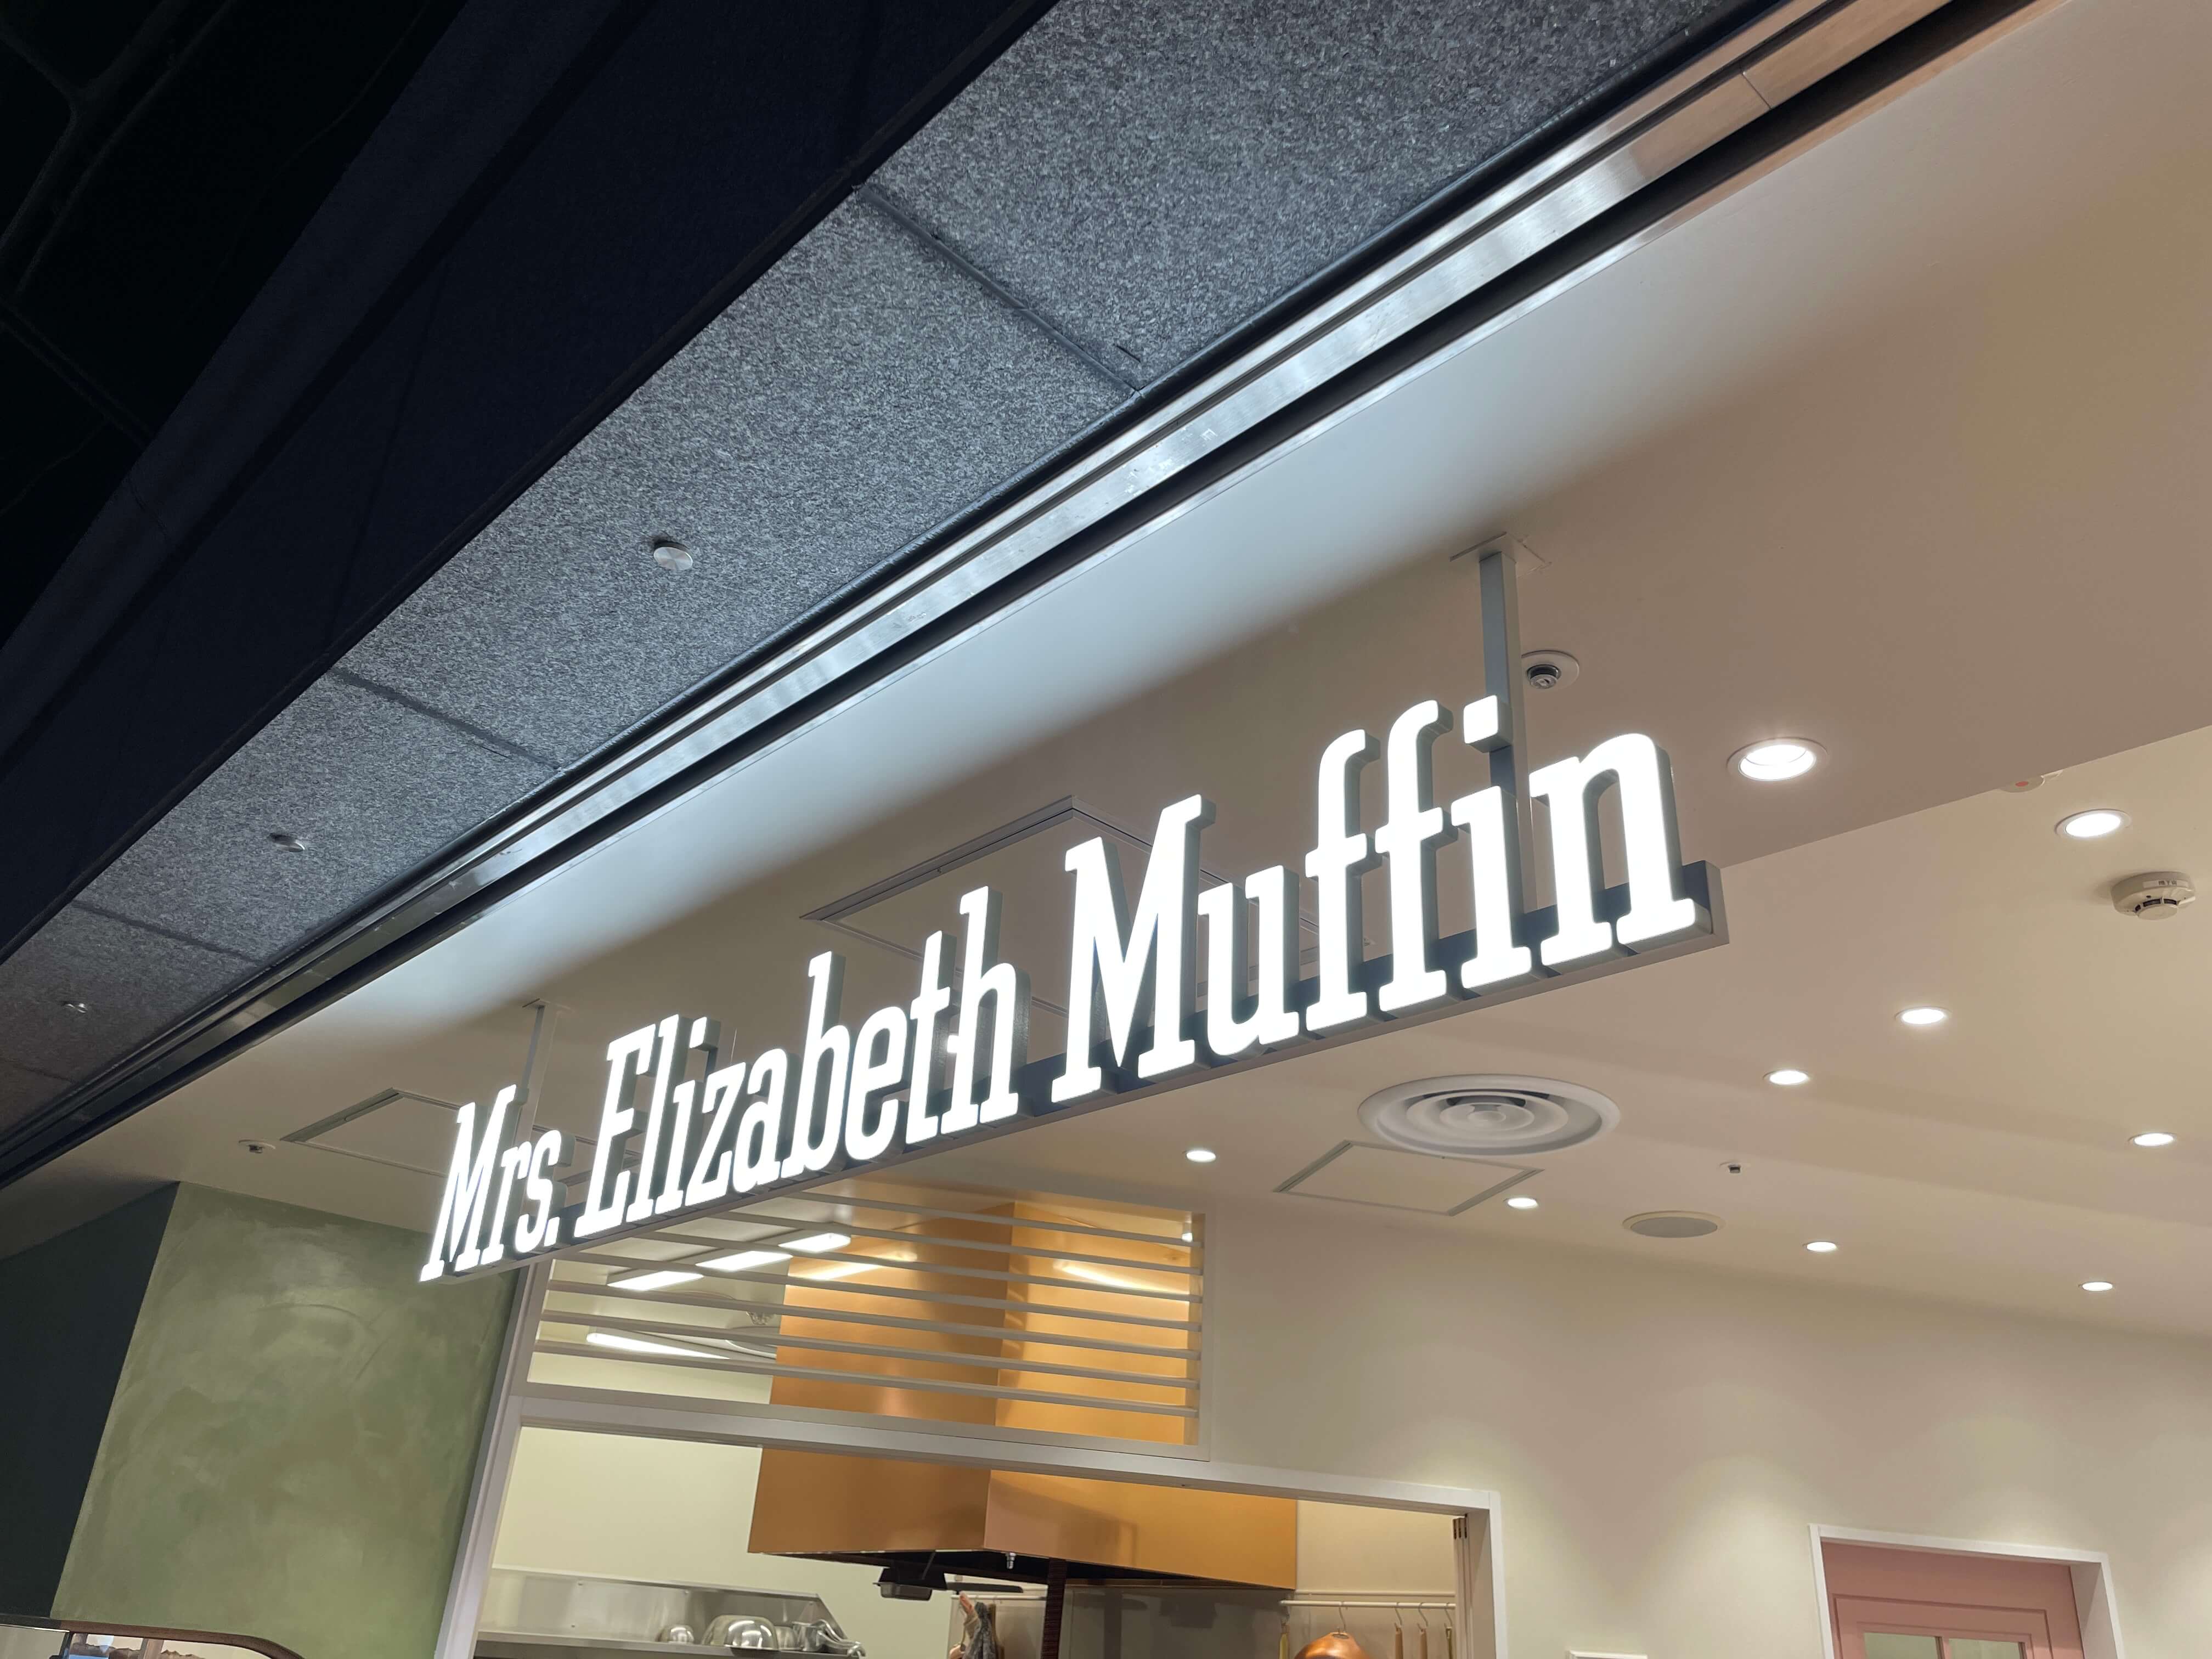 Mrs. Elizabeth Muffin